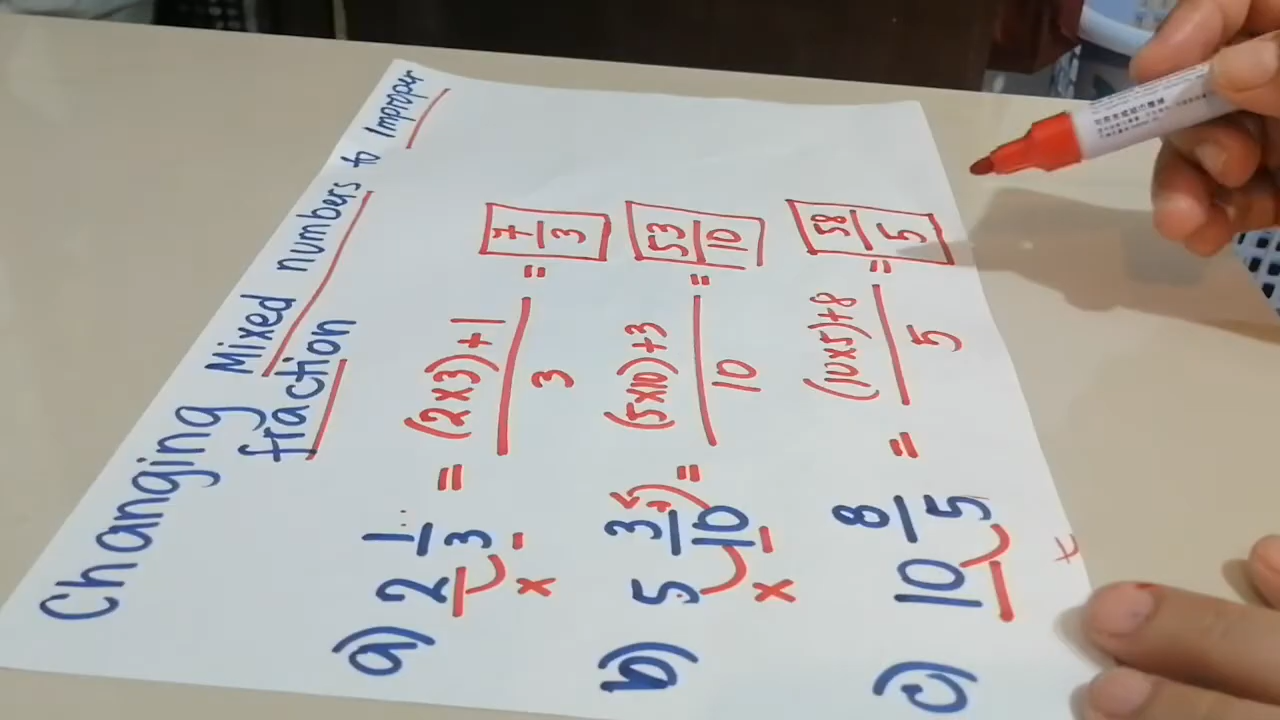 Changing Mixed numbers to Improper
fraction
a) 2 1/3 = (2x3)+1/3 = 7/3
x
b) 5 3/10 = (5x10)+3/10 = 53/10
x +
c) 10 8/5 = (10x5)+8/5 = 58/5
+